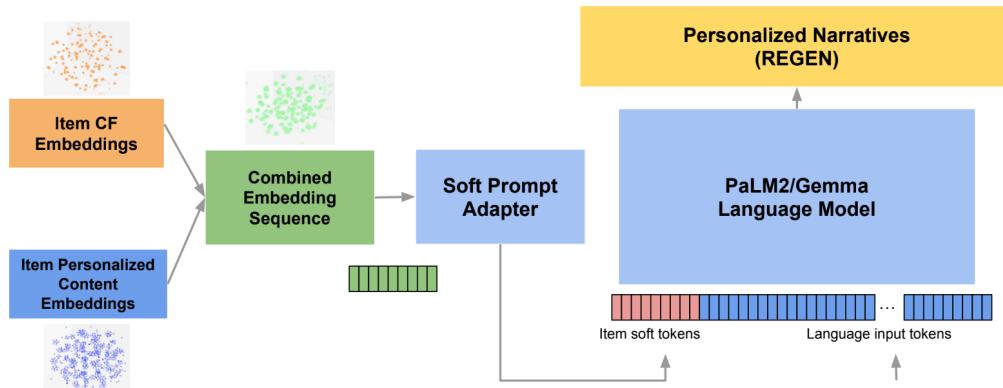 Item CF
Embeddings
Item Personalized
Content
Embeddings
Combined
Embedding
Sequence
Soft Prompt
Adapter
Personalized Narratives
(REGEN)
PaLM2/Gemma
Language Model
...
Item soft tokens
Language input tokens